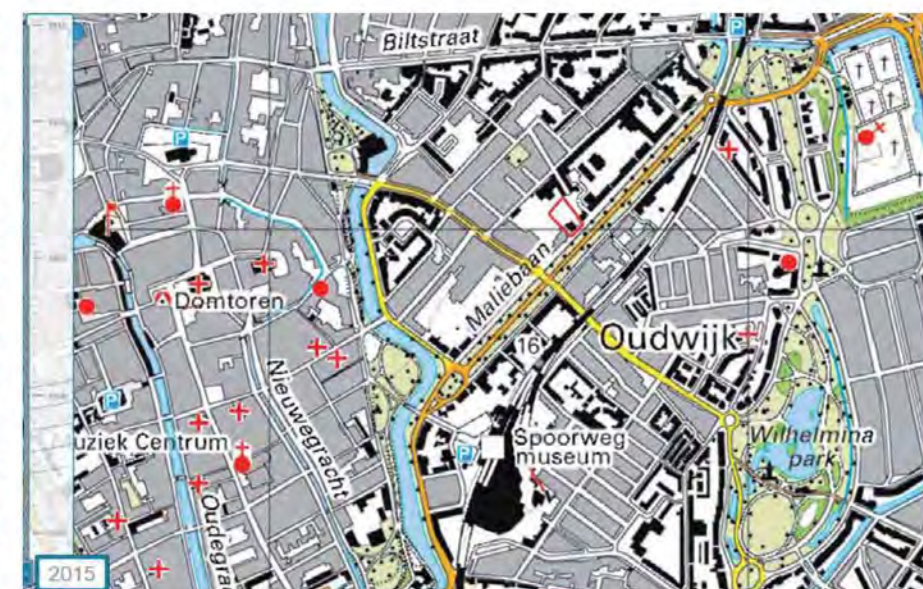 Biltstraat
P
P
Maliebaan
Domtoren
Oudwijk
16
Nieuwegracht
P
uziek Centrum
P
Spoorweg
museum
Wilhelmina
park
Oudegra
2015